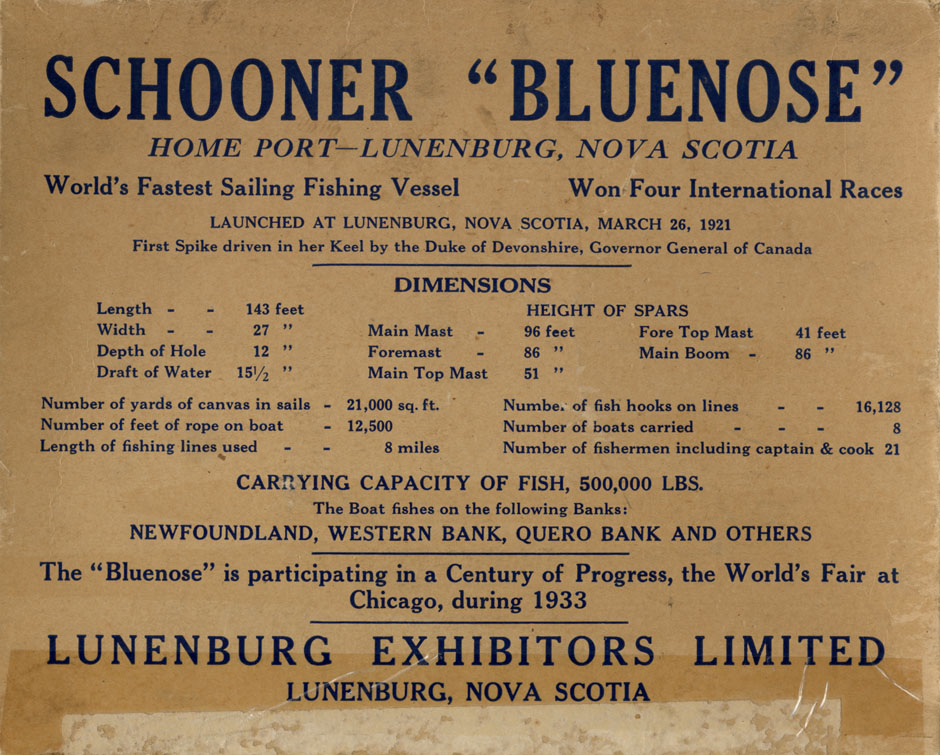 SCHOONER “BLUENOSE”
HOME PORT—LUNENBURG, NOVA SCOTIA
World's Fastest Sailing Fishing Vessel Won Four International Races
LAUNCHED AT LUNENBURG, NOVA SCOTIA, MARCH 26, 1921
First Spike driven in her Keel by the Duke of Devonshire, Governor General of Canada
DIMENSIONS
Length - - 143 feet HEIGHT OF SPARS
Width - - 27 ” Main Mast - 96 feet Fore Top Mast 41 feet
Depth of Hole 12 ” Foremast - 86 ” Main Boom - 86 ”
Draft of Water 15½ ” Main Top Mast 51 ”
Number of yards of canvas in sails - 21,000 sq. ft. Number of fish hooks on lines - - 16,128
Number of feet of rope on boat - 12,500 Number of boats carried - - - 8
Length of fishing lines used - - 8 miles Number of fishermen including captain & cook 21
CARRYING CAPACITY OF FISH, 500,000 LBS.
The Boat fishes on the following Banks:
NEWFOUNDLAND, WESTERN BANK, QUERO BANK AND OTHERS
The “Bluenose” is participating in a Century of Progress, the World's Fair at
Chicago, during 1933
LUNENBURG EXHIBITORS LIMITED
LUNENBURG, NOVA SCOTIA